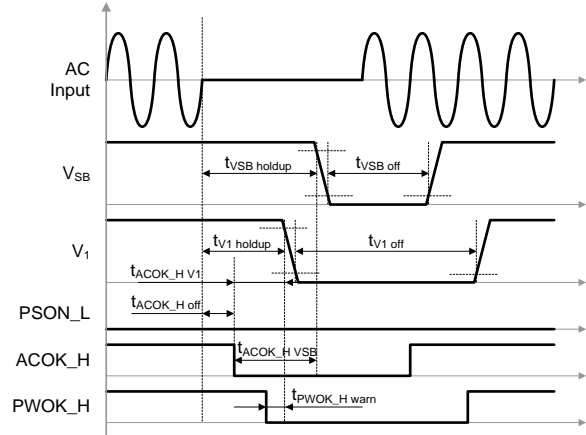 AC
Input
tVSB holdup
tVSB off
VSB
tV1 holdup
tV1 off
V1
tACOK_H V1
tACOK_H off
PSON_L
tACOK_H VSB
ACOK_H
tPWOK_H warn
PWOK_H